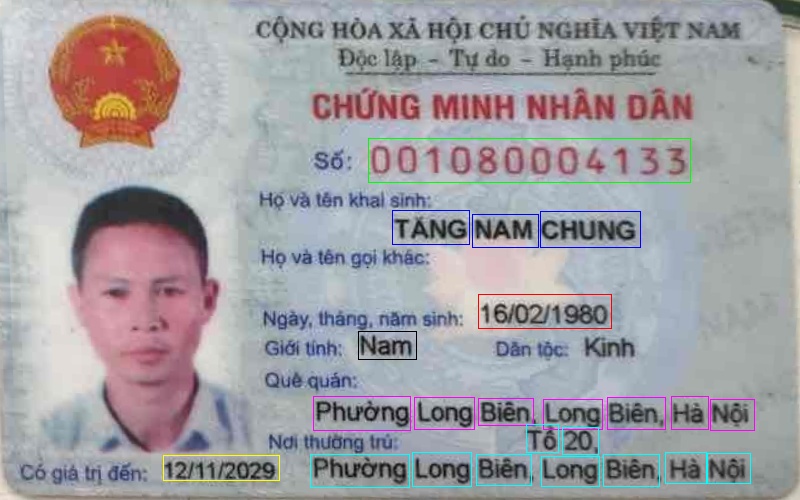 CỘNG HÒA XÃ HỘI CHỦ NGHĨA VIỆT NAM
Độc lập - Tự do - Hạnh phúc
CHỨNG MINH NHÂN DÂN
Số: 001080004133
Họ và tên khai sinh:
TĂNG NAM CHUNG
Họ và tên gọi khác:
Ngày, tháng, năm sinh: 16/02/1980
Giới tính: Nam Dân tộc: Kinh
Quê quán:
Phường Long Biên, Long Biên, Hà Nội
Nơi thường trú: Tổ 20,
Có giá trị đến: 12/11/2029 Phường Long Biên, Long Biên, Hà Nội